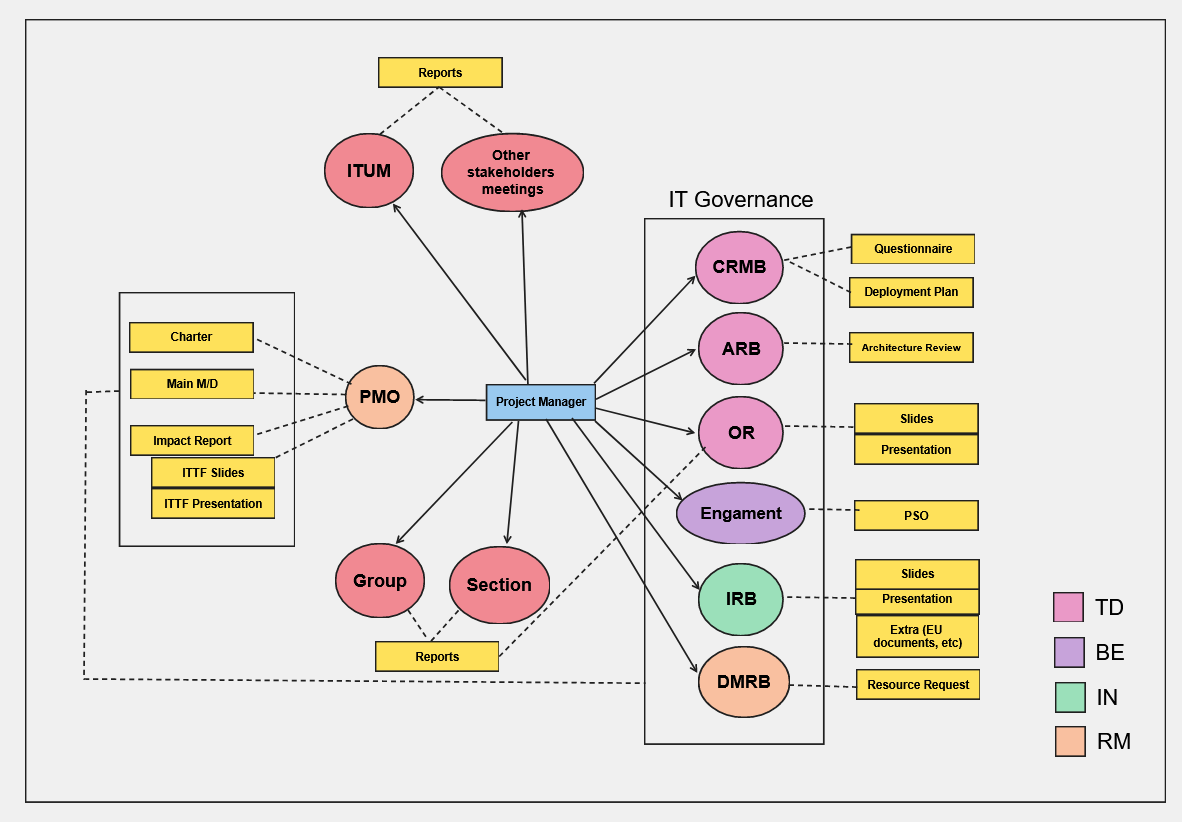 Reports
ITUM
Other
stakeholders
meetings
IT Governance
CRMB
Questionnaire
Deployment Plan
ARB
Architecture Review
Charter
Main M/D
Impact Report
ITTF Slides
ITTF Presentation
PMO
Project Manager
OR
Slides
Presentation
Engament
PSO
Group
Section
Reports
IRB
Slides
Presentation
Extra (EU
documents, etc)
DMRB
Resource Request
TD
BE
IN
RM